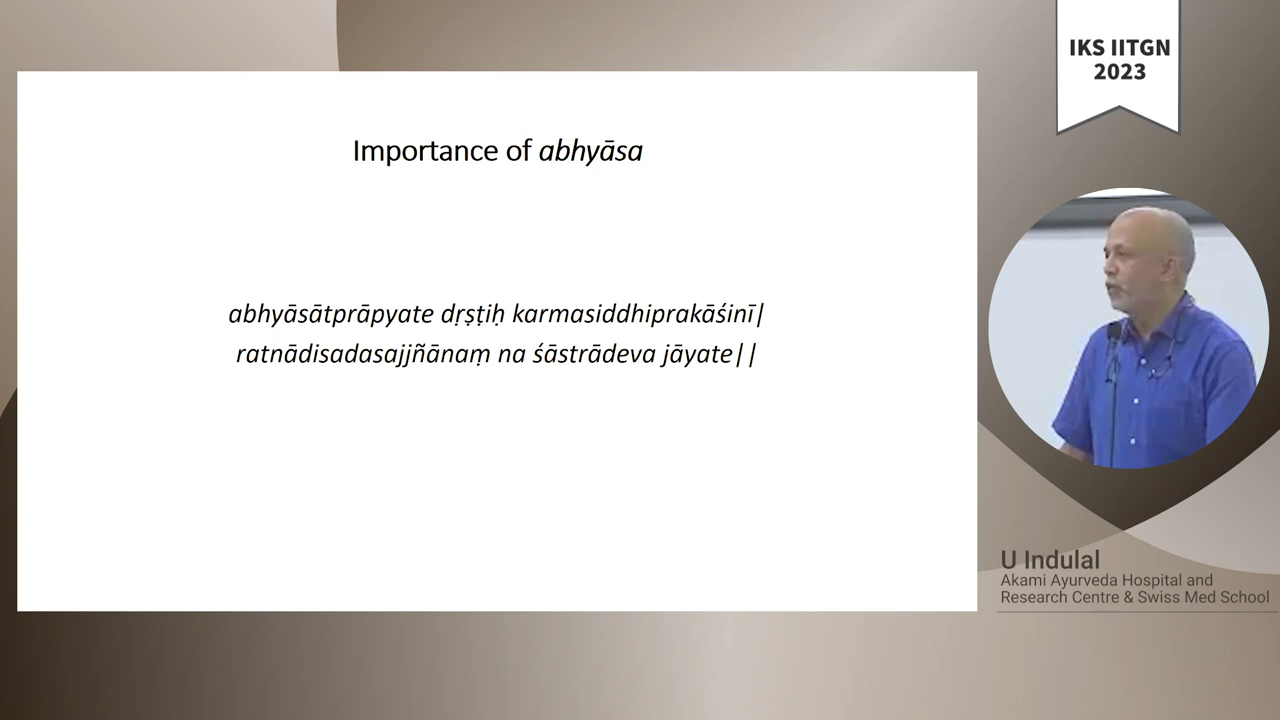 IKS IITGN
2023
Importance of abhyāsa
abhyāsātprāpyate dṛṣṭiḥ karmasiddhiprakāśinī|
ratnādisadasajjñānaṃ na śāstrādeva jāyate||
U Indulal
Akami Ayurveda Hospital and
Research Centre & Swiss Med School